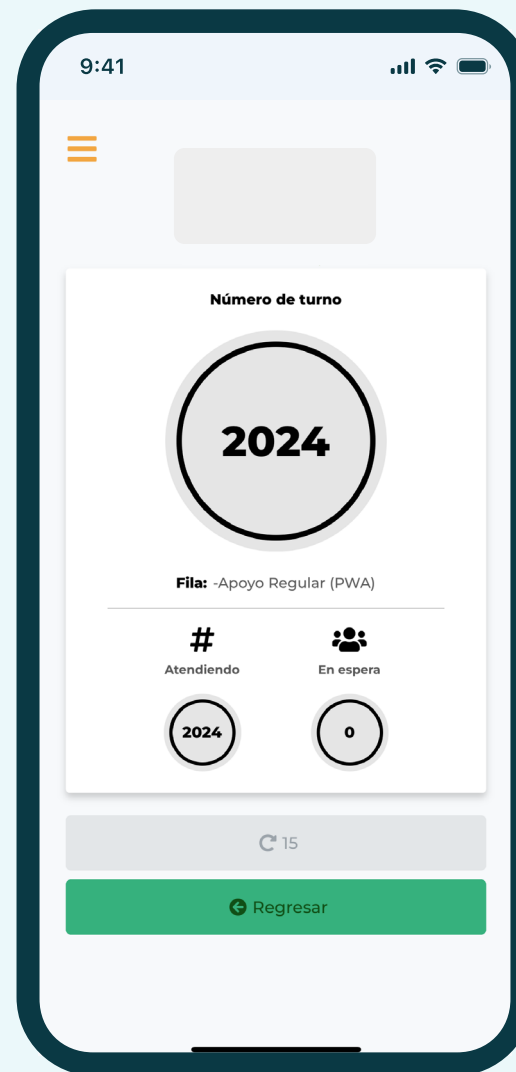 9:41
Número de turno
2024
Fila: -Apoyo Regular (PWA)
#
Atendiendo En espera
2024 0
15
Regresar